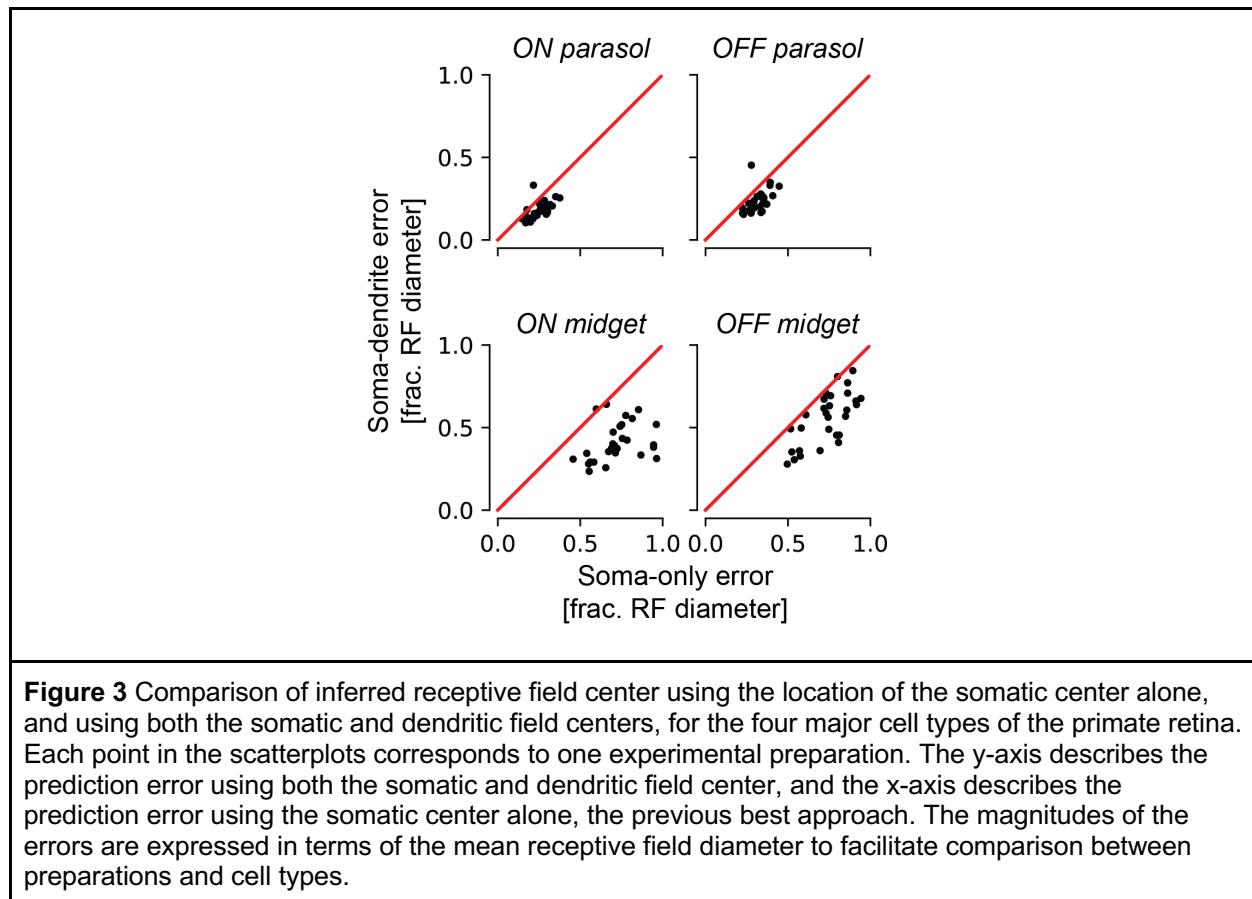 ON parasol
OFF parasol
1.0
0.5
0.0
Soma-dendrite error
[frac. RF diameter]
ON midget
OFF midget
1.0
0.5
0.0
0.0 0.5 1.0 0.0 0.5 1.0
Soma-only error
[frac. RF diameter]
Figure 3 Comparison of inferred receptive field center using the location of the somatic center alone,
and using both the somatic and dendritic field centers, for the four major cell types of the primate retina.
Each point in the scatterplots corresponds to one experimental preparation. The y-axis describes the
prediction error using both the somatic and dendritic field center, and the x-axis describes the
prediction error using the somatic center alone, the previous best approach. The magnitudes of the
errors are expressed in terms of the mean receptive field diameter to facilitate comparison between
preparations and cell types.